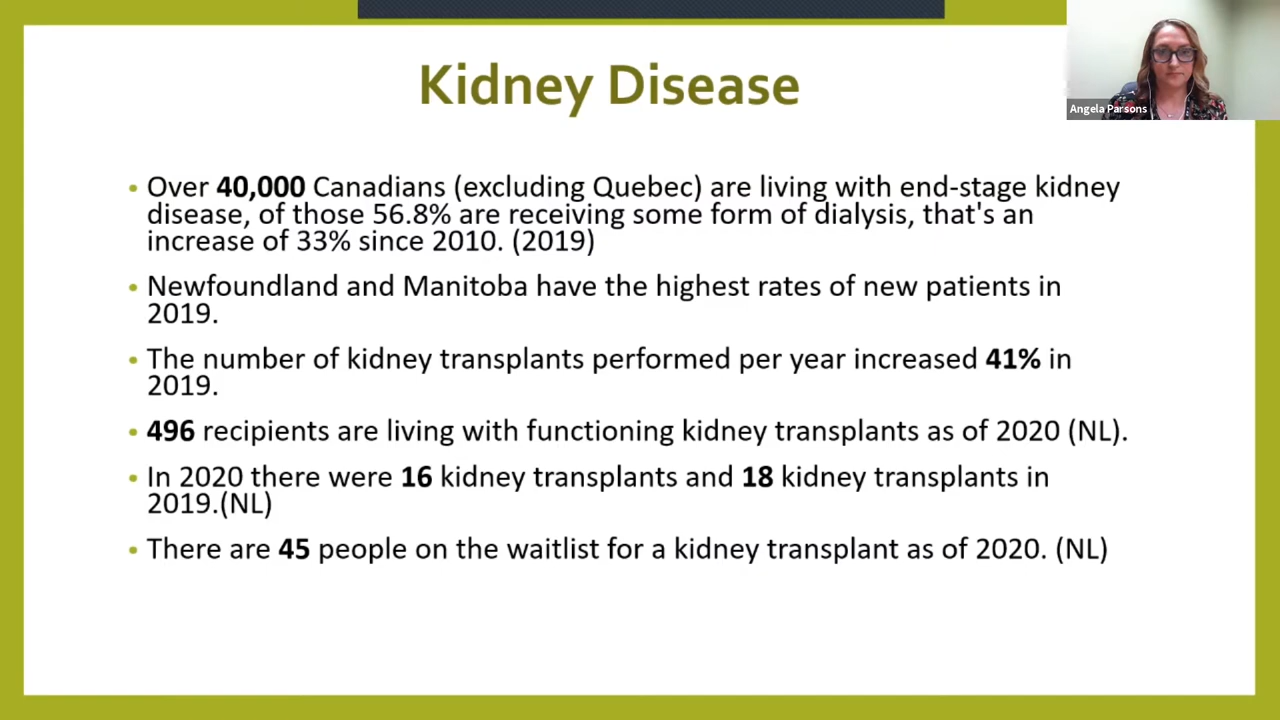 Kidney Disease
Angela Parsons
• Over 40,000 Canadians (excluding Quebec) are living with end-stage kidney
disease, of those 56.8% are receiving some form of dialysis, that's an
increase of 33% since 2010. (2019)
• Newfoundland and Manitoba have the highest rates of new patients in
2019.
• The number of kidney transplants performed per year increased 41% in
2019.
• 496 recipients are living with functioning kidney transplants as of 2020 (NL).
• In 2020 there were 16 kidney transplants and 18 kidney transplants in
2019.(NL)
• There are 45 people on the waitlist for a kidney transplant as of 2020. (NL)